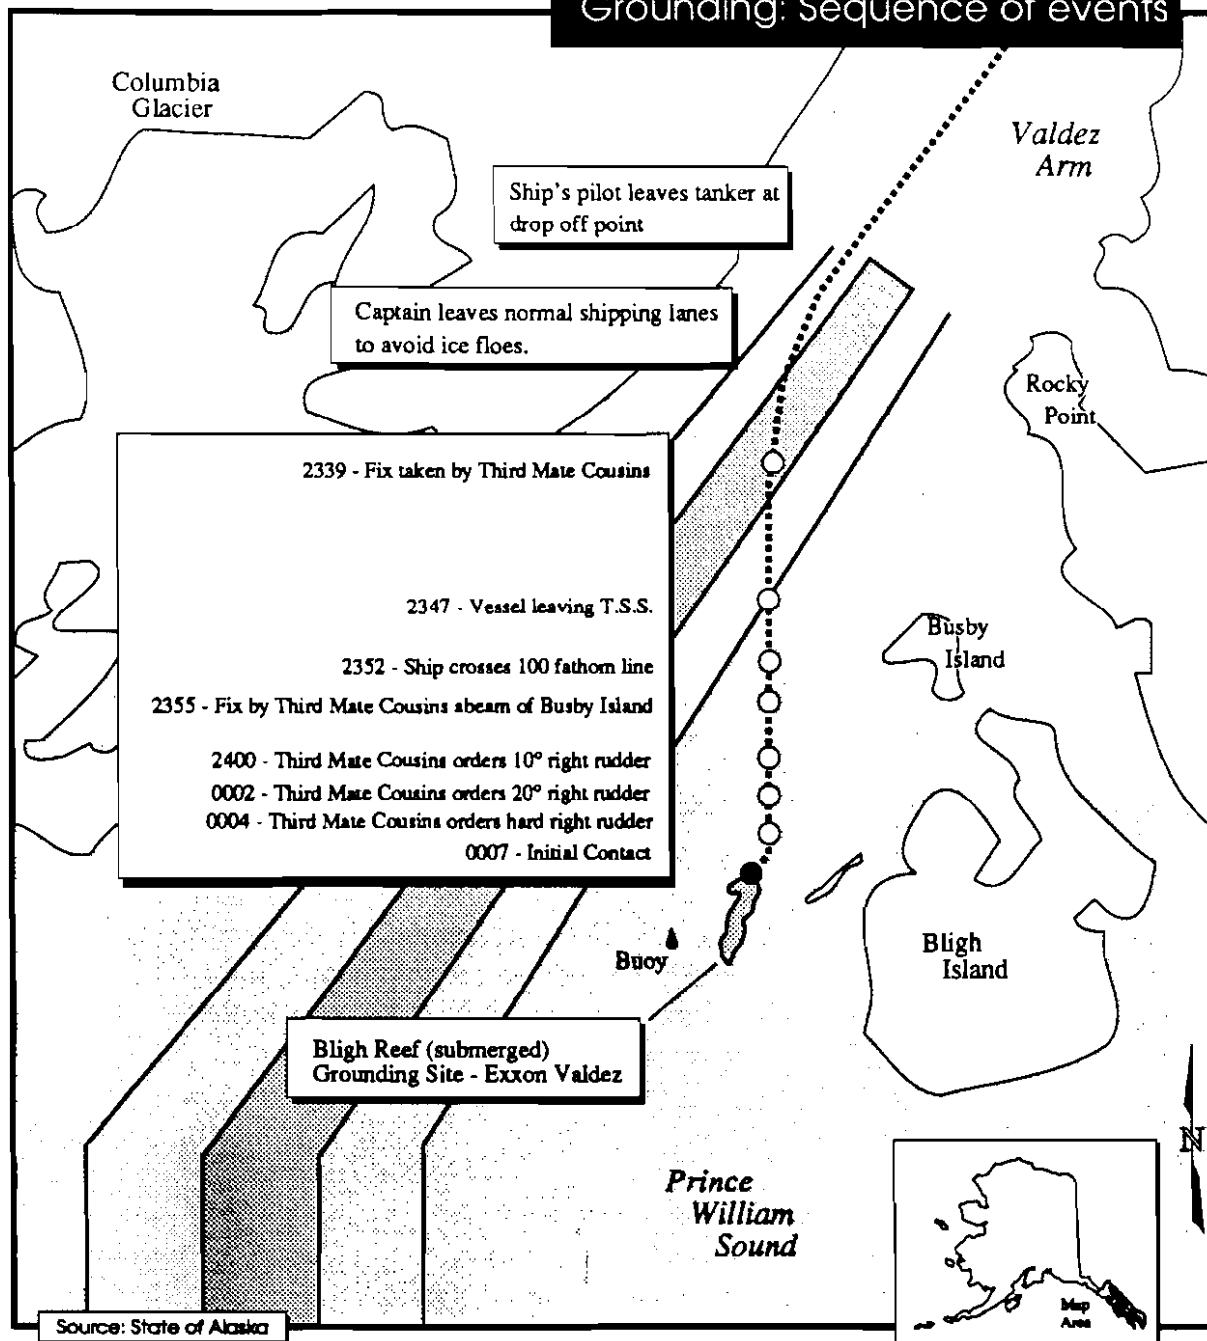 Grounding: Sequence of events
Columbia
Glacier
Valdez
Arm
Ship's pilot leaves tanker at
drop off point
Captain leaves normal shipping lanes
to avoid ice floes.
Rocky
Point
2339 - Fix taken by Third Mate Cousins
2347 - Vessel leaving T.S.S.
2352 - Ship crosses 100 fathom line
2355 - Fix by Third Mate Cousins abeam of Busby Island
2400 - Third Mate Cousins orders 10° right rudder
0002 - Third Mate Cousins orders 20° right rudder
0004 - Third Mate Cousins orders hard right rudder
0007 - Initial Contact
Busby
Island
Bligh
Island
Buoy
Bligh Reef (submerged)
Grounding Site - Exxon Valdez
N
Prince
William
Sound
Map
Area
Source: State of Alaska